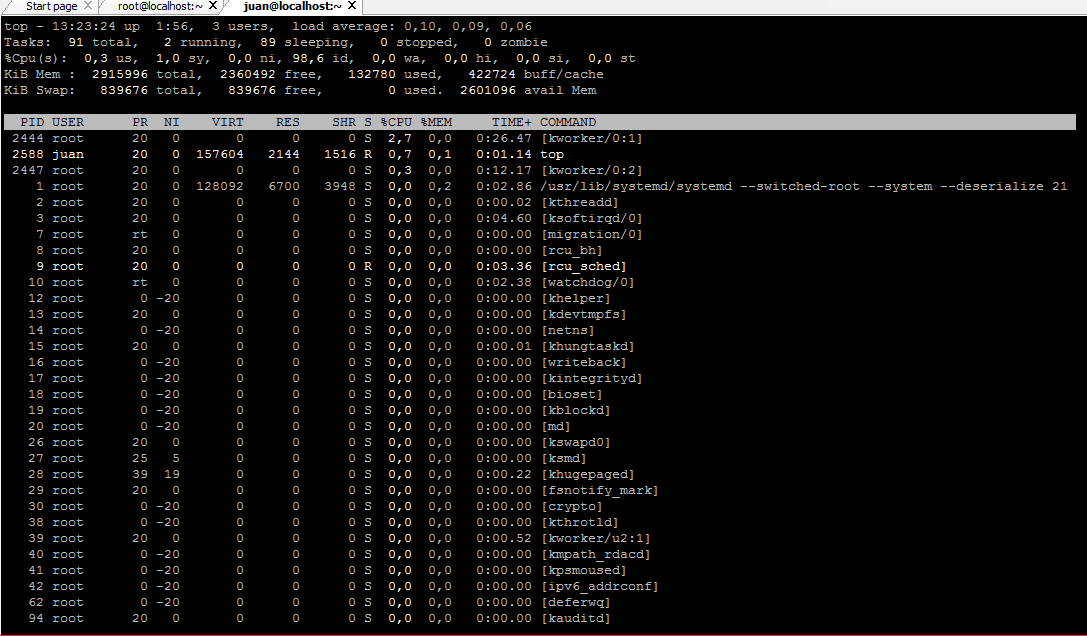 Start page root@localhost:~ juan@localhost:~
top - 13:23:24 up  1:56,  3 users,  load average: 0,10, 0,09, 0,06
Tasks:  91 total,   2 running,  89 sleeping,   0 stopped,   0 zombie
%Cpu(s):  0,3 us,  1,0 sy,  0,0 ni, 98,6 id,  0,0 wa,  0,0 hi,  0,0 si,  0,0 st
KiB Mem :  2915996 total,  2360492 free,   132780 used,   422724 buff/cache
KiB Swap:   839676 total,   839676 free,        0 used.  2601096 avail Mem
PID USER      PR  NI    VIRT    RES    SHR S %CPU %MEM     TIME+ COMMAND
2444 root      20   0       0      0      0 S  2,7  0,0   0:26.47 [kworker/0:1]
2588 juan      20   0  157604   2144   1516 R  0,7  0,1   0:01.14 top
2447 root      20   0       0      0      0 S  0,3  0,0   0:12.17 [kworker/0:2]
1 root      20   0  128092   6700   3948 S  0,0  0,2   0:02.86 /usr/lib/systemd/systemd --switched-root --system --deserialize 21
2 root      20   0       0      0      0 S  0,0  0,0   0:00.02 [kthreadd]
3 root      20   0       0      0      0 S  0,0  0,0   0:04.60 [ksoftirqd/0]
7 root      rt   0       0      0      0 S  0,0  0,0   0:00.00 [migration/0]
8 root      20   0       0      0      0 S  0,0  0,0   0:00.00 [rcu_bh]
9 root      20   0       0      0      0 R  0,0  0,0   0:03.36 [rcu_sched]
10 root      rt   0       0      0      0 S  0,0  0,0   0:02.38 [watchdog/0]
12 root       0 -20       0      0      0 S  0,0  0,0   0:00.00 [khelper]
13 root      20   0       0      0      0 S  0,0  0,0   0:00.00 [kdevtmpfs]
14 root       0 -20       0      0      0 S  0,0  0,0   0:00.00 [netns]
15 root      20   0       0      0      0 S  0,0  0,0   0:00.01 [khungtaskd]
16 root       0 -20       0      0      0 S  0,0  0,0   0:00.00 [writeback]
17 root       0 -20       0      0      0 S  0,0  0,0   0:00.00 [kintegrityd]
18 root       0 -20       0      0      0 S  0,0  0,0   0:00.00 [bioset]
19 root       0 -20       0      0      0 S  0,0  0,0   0:00.00 [kblockd]
20 root       0 -20       0      0      0 S  0,0  0,0   0:00.00 [md]
26 root      20   0       0      0      0 S  0,0  0,0   0:00.00 [kswapd0]
27 root      25   5       0      0      0 S  0,0  0,0   0:00.00 [ksmd]
28 root      39  19       0      0      0 S  0,0  0,0   0:00.22 [khugepaged]
29 root      20   0       0      0      0 S  0,0  0,0   0:00.00 [fsnotify_mark]
30 root       0 -20       0      0      0 S  0,0  0,0   0:00.00 [crypto]
38 root       0 -20       0      0      0 S  0,0  0,0   0:00.00 [kthrotld]
39 root      20   0       0      0      0 S  0,0  0,0   0:00.52 [kworker/u2:1]
40 root       0 -20       0      0      0 S  0,0  0,0   0:00.00 [kmpath_rdacd]
41 root       0 -20       0      0      0 S  0,0  0,0   0:00.00 [kpsmoused]
42 root       0 -20       0      0      0 S  0,0  0,0   0:00.00 [ipv6_addrconf]
62 root       0 -20       0      0      0 S  0,0  0,0   0:00.00 [deferwq]
94 root      20   0       0      0      0 S  0,0  0,0   0:00.00 [kauditd]